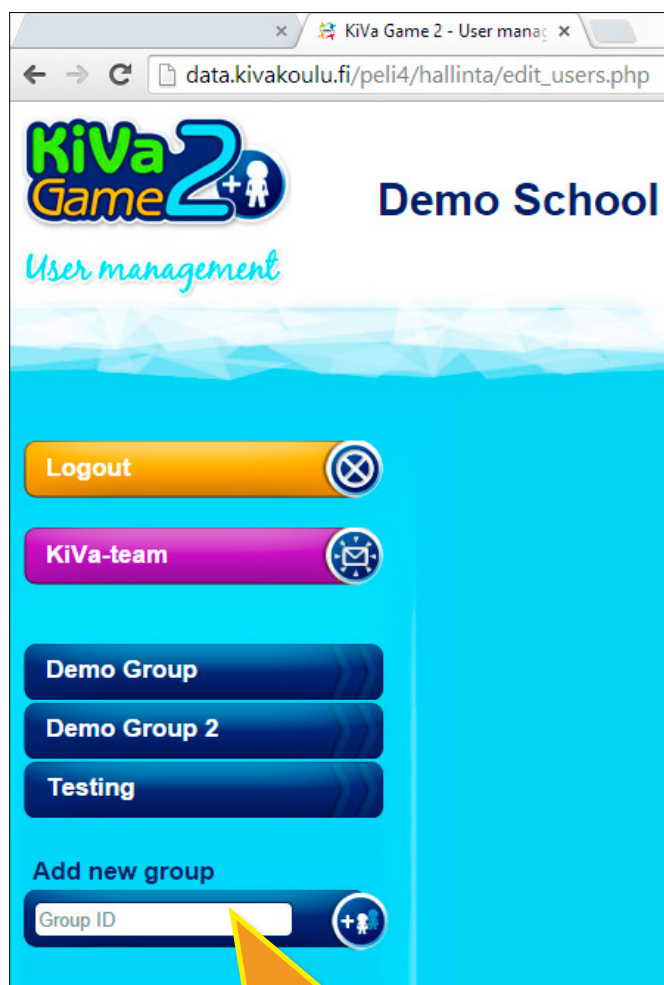 KiVa Game 2 - User manag
data.kivakoulu.fi/peli4/hallinta/edit_users.php
KiVa
Game 2+
Demo School
User management
Logout
KiVa-team
Demo Group
Demo Group 2
Testing
Add new group
Group ID
+